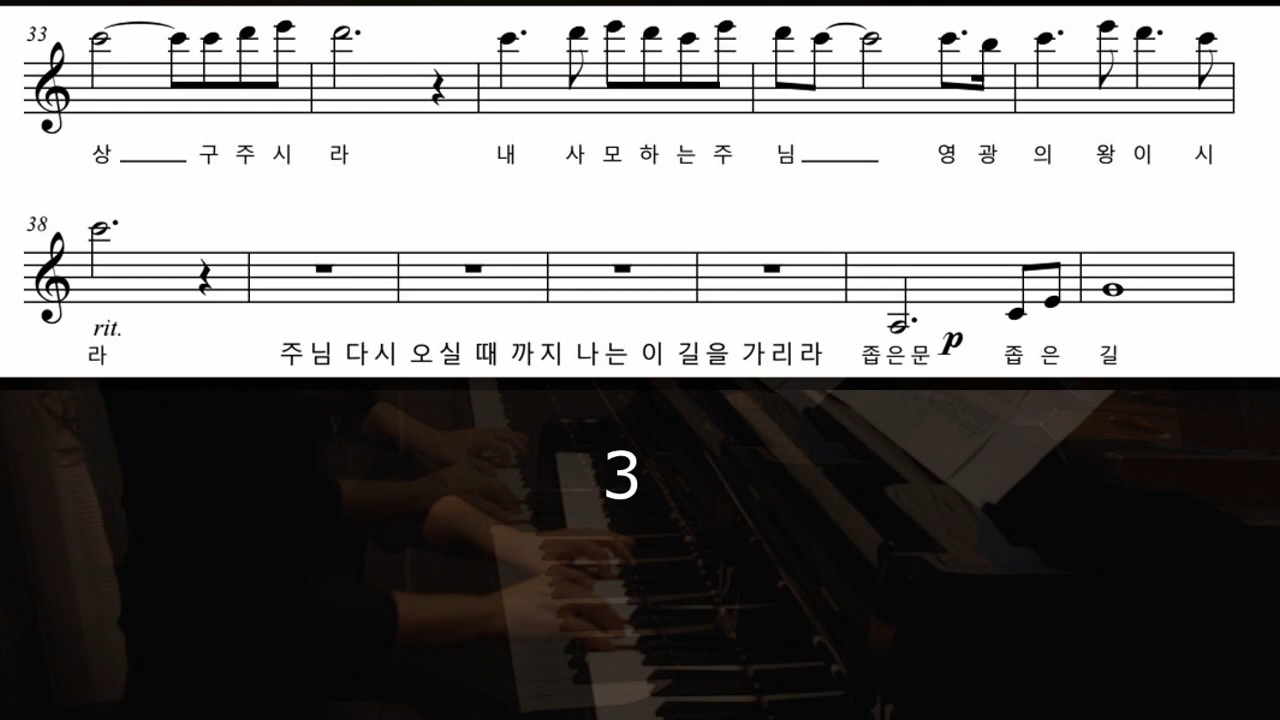 33
상 구 주 시 라 내 사 모 하 는 주 님 영 광 의 왕 이 시
38
rit.
p
라 주님 다시 오실 때 까지 나는 이 길을 가리라 좁은문 좁 은 길
3